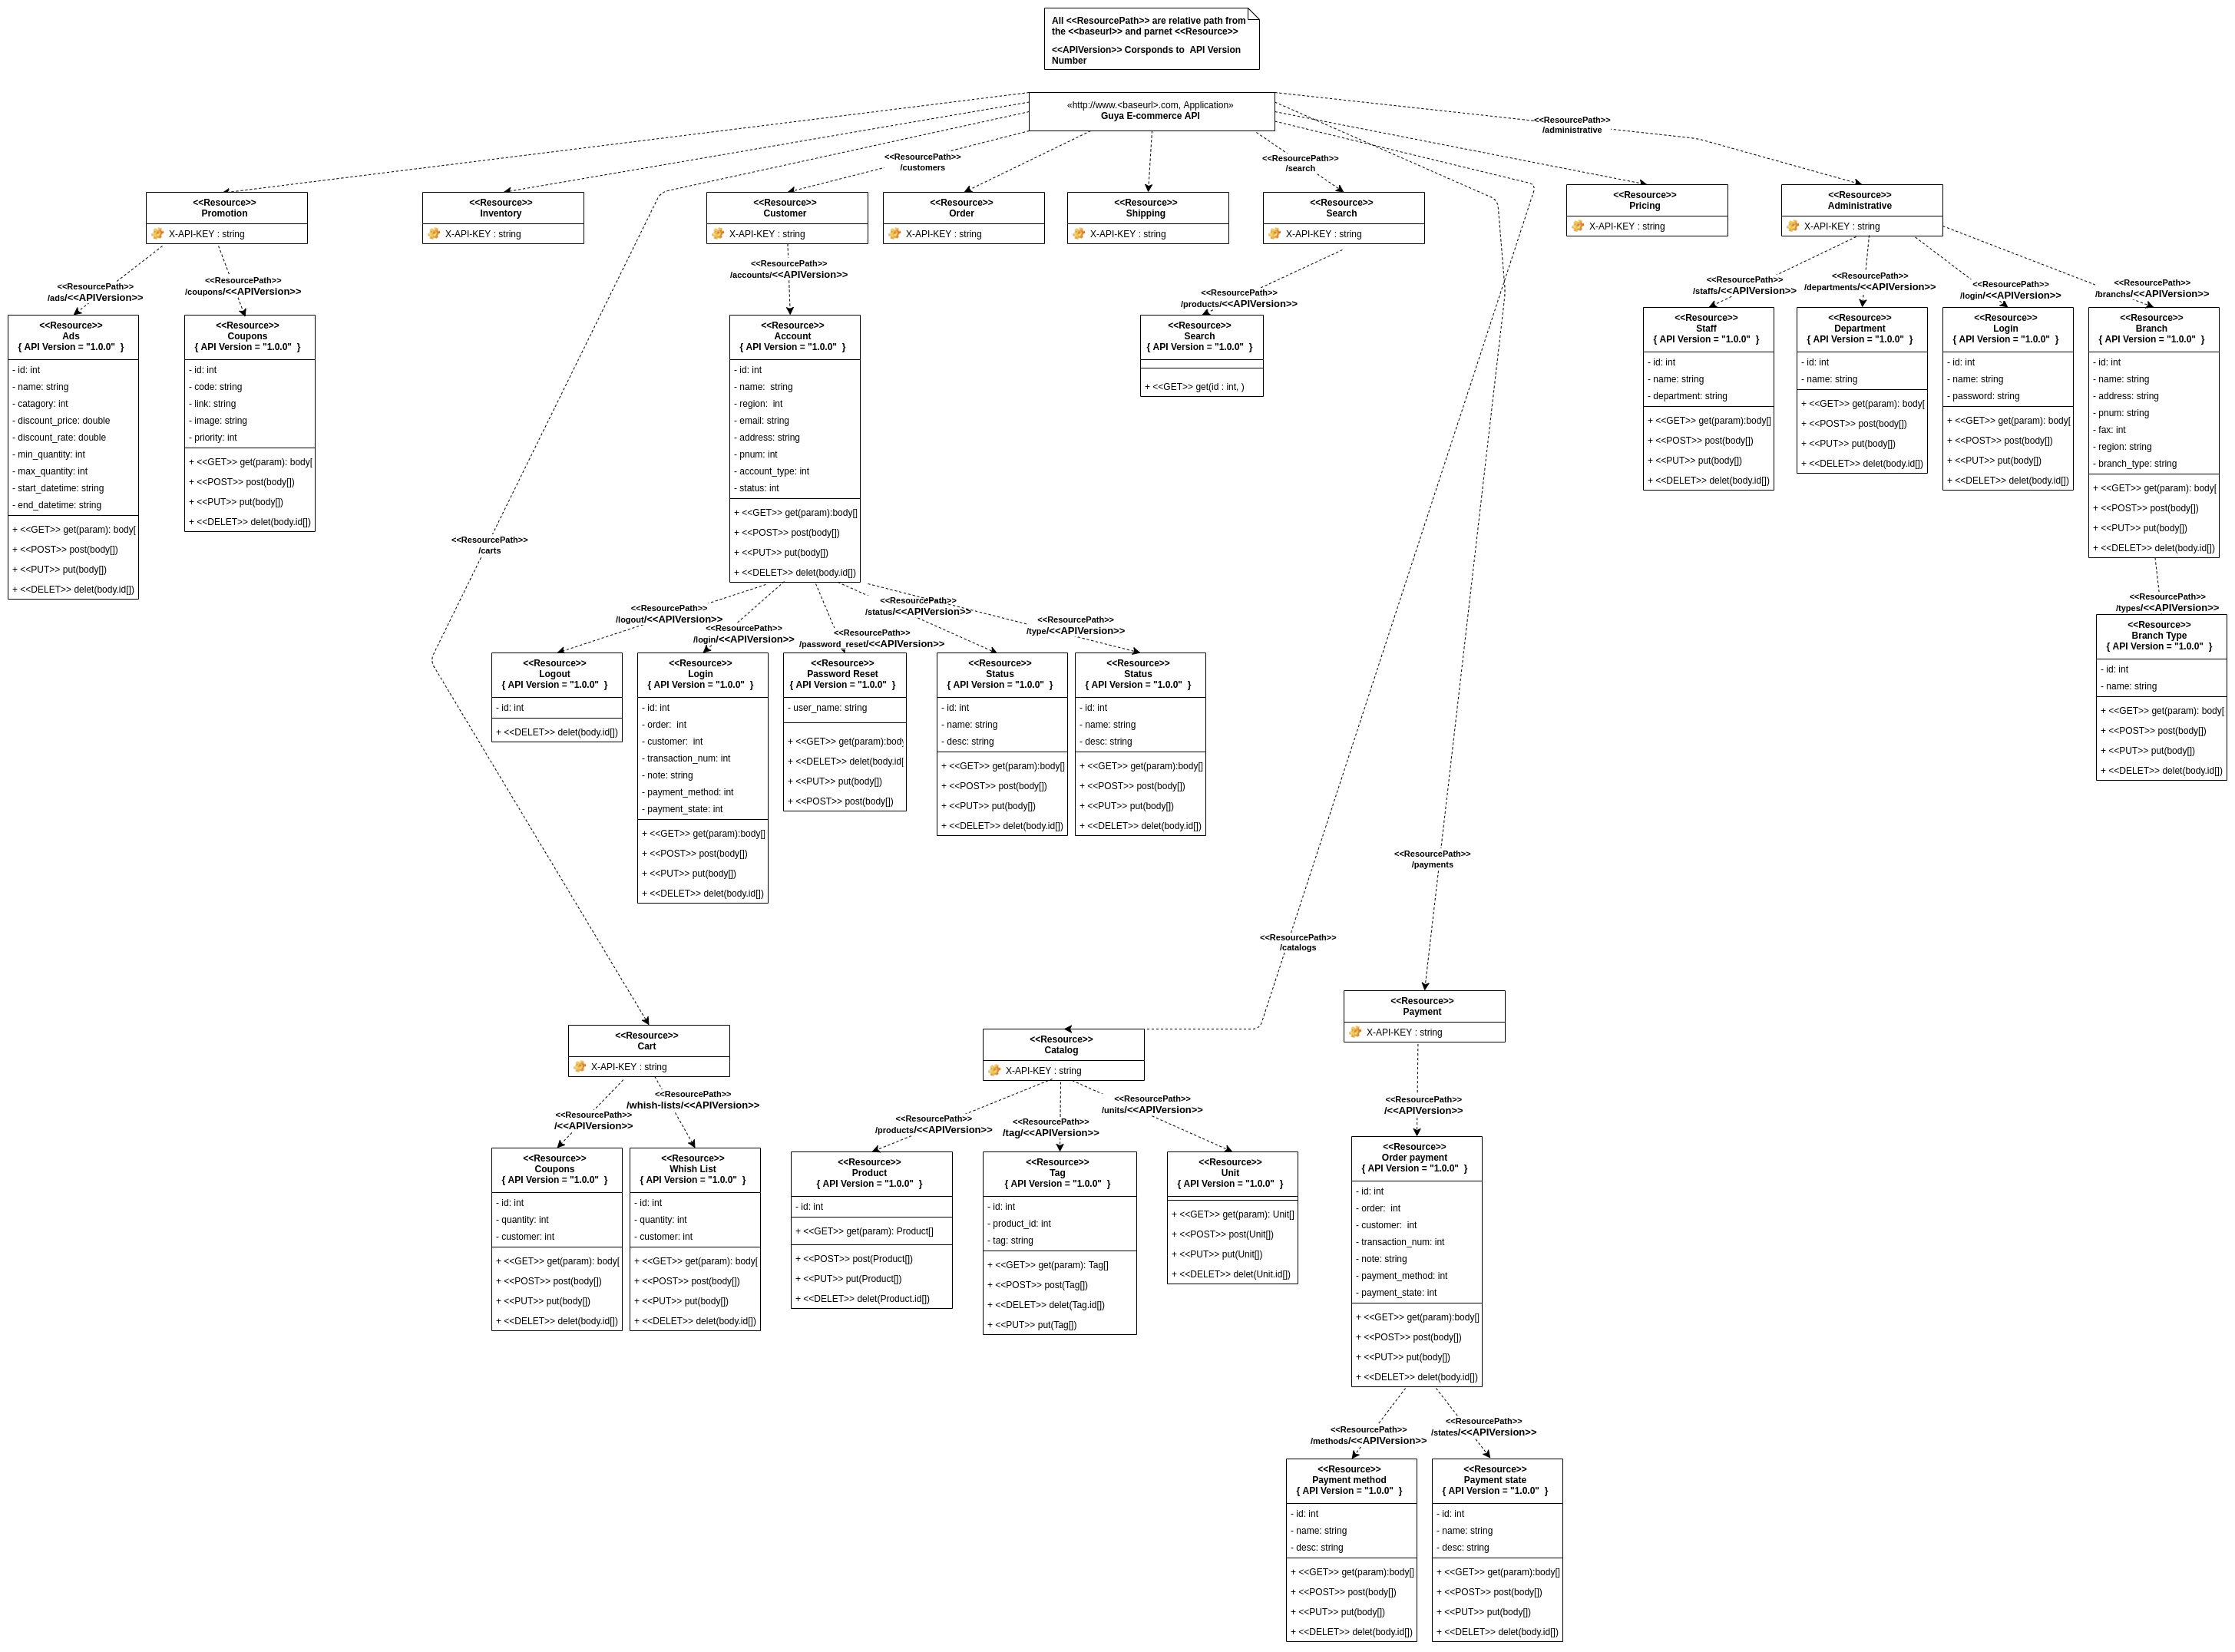 All <<ResourcePath>> are relative path from
the <<baseurl>> and parnet <<Resource>>
<<APIVersion>> Corsponds to  API Version
Number
«http://www.<baseurl>.com, Application»
Guya E-commerce API
<<ResourcePath>>
/administrative
<<ResourcePath>>
/customers
<<ResourcePath>>
/search
<<Resource>>
Promotion
X-API-KEY : string
<<Resource>>
Inventory
X-API-KEY : string
<<Resource>>
Customer
X-API-KEY : string
<<Resource>>
Order
X-API-KEY : string
<<Resource>>
Shipping
X-API-KEY : string
<<Resource>>
Search
X-API-KEY : string
<<Resource>>
Pricing
X-API-KEY : string
<<Resource>>
Administrative
X-API-KEY : string
<<ResourcePath>>
/ads/<<APIVersion>>
<<ResourcePath>>
/coupons/<<APIVersion>>
<<ResourcePath>>
/accounts/<<APIVersion>>
<<ResourcePath>>
/products/<<APIVersion>>
<<ResourcePath>>
/staffs/<<APIVersion>>
<<ResourcePath>>
/departments/<<APIVersion>>
<<ResourcePath>>
/login/<<APIVersion>>
<<ResourcePath>>
/branchs/<<APIVersion>>
<<Resource>>
Ads
{ API Version = "1.0.0"  }
- id: int
- name: string
- catagory: int
- discount_price: double
- discount_rate: double
- min_quantity: int
- max_quantity: int
- start_datetime: string
- end_datetime: string
+ <<GET>> get(param): body[
+ <<POST>> post(body[])
+ <<PUT>> put(body[])
+ <<DELET>> delet(body.id[])
<<Resource>>
Coupons
{ API Version = "1.0.0"  }
- id: int
- code: string
- link: string
- image: string
- priority: int
+ <<GET>> get(param): body[
+ <<POST>> post(body[])
+ <<PUT>> put(body[])
+ <<DELET>> delet(body.id[])
<<Resource>>
Account
{ API Version = "1.0.0"  }
- id: int
- name:  string
- region:  int
- email: string
- address: string
- pnum: int
- account_type: int
- status: int
+ <<GET>> get(param):body[]
+ <<POST>> post(body[])
+ <<PUT>> put(body[])
+ <<DELET>> delet(body.id[])
<<Resource>>
Search
{ API Version = "1.0.0"  }
+ <<GET>> get(id : int, )
<<Resource>>
Staff
{ API Version = "1.0.0"  }
- id: int
- name: string
- department: string
+ <<GET>> get(param):body[]
+ <<POST>> post(body[])
+ <<PUT>> put(body[])
+ <<DELET>> delet(body.id[])
<<Resource>>
Department
{ API Version = "1.0.0"  }
- id: int
- name: string
+ <<GET>> get(param): body[
+ <<POST>> post(body[])
+ <<PUT>> put(body[])
+ <<DELET>> delet(body.id[])
<<Resource>>
Login
{ API Version = "1.0.0"  }
- id: int
- name: string
- password: string
+ <<GET>> get(param): body[
+ <<POST>> post(body[])
+ <<PUT>> put(body[])
+ <<DELET>> delet(body.id[])
<<Resource>>
Branch
{ API Version = "1.0.0"  }
- id: int
- name: string
- address: string
- pnum: string
- fax: int
- region: string
- branch_type: string
+ <<GET>> get(param): body[
+ <<POST>> post(body[])
+ <<PUT>> put(body[])
+ <<DELET>> delet(body.id[])
<<ResourcePath>>
/carts
<<ResourcePath>>
/logout/<<APIVersion>>
<<ResourcePath>>
/login/<<APIVersion>>
<<ResourcePath>>
/password_reset/<<APIVersion>>
<<ResourcePath>>
/status/<<APIVersion>>
<<ResourcePath>>
/type/<<APIVersion>>
<<ResourcePath>>
/types/<<APIVersion>>
<<Resource>>
Logout
{ API Version = "1.0.0"  }
- id: int
+ <<DELET>> delet(body.id[])
<<Resource>>
Login
{ API Version = "1.0.0"  }
- id: int
- order:  int
- customer:  int
- transaction_num: int
- note: string
- payment_method: int
- payment_state: int
+ <<GET>> get(param):body[]
+ <<POST>> post(body[])
+ <<PUT>> put(body[])
+ <<DELET>> delet(body.id[])
<<Resource>>
Password Reset
{ API Version = "1.0.0"  }
- user_name: string
+ <<GET>> get(param):body
+ <<DELET>> delet(body.id[
+ <<PUT>> put(body[])
+ <<POST>> post(body[])
<<Resource>>
Status
{ API Version = "1.0.0"  }
- id: int
- name: string
- desc: string
+ <<GET>> get(param):body[]
+ <<POST>> post(body[])
+ <<PUT>> put(body[])
+ <<DELET>> delet(body.id[])
<<Resource>>
Status
{ API Version = "1.0.0"  }
- id: int
- name: string
- desc: string
+ <<GET>> get(param):body[]
+ <<POST>> post(body[])
+ <<PUT>> put(body[])
+ <<DELET>> delet(body.id[])
<<Resource>>
Branch Type
{ API Version = "1.0.0"  }
- id: int
- name: string
+ <<GET>> get(param): body[
+ <<POST>> post(body[])
+ <<PUT>> put(body[])
+ <<DELET>> delet(body.id[])
<<ResourcePath>>
/payments
<<ResourcePath>>
/catalogs
<<Resource>>
Cart
X-API-KEY : string
<<Resource>>
Catalog
X-API-KEY : string
<<Resource>>
Payment
X-API-KEY : string
<<ResourcePath>>
/<<APIVersion>>
<<ResourcePath>>
/whish-lists/<<APIVersion>>
<<ResourcePath>>
/products/<<APIVersion>>
<<ResourcePath>>
/tag/<<APIVersion>>
<<ResourcePath>>
/units/<<APIVersion>>
<<ResourcePath>>
/<<APIVersion>>
<<Resource>>
Coupons
{ API Version = "1.0.0"  }
- id: int
- quantity: int
- customer: int
+ <<GET>> get(param): body[
+ <<POST>> post(body[])
+ <<PUT>> put(body[])
+ <<DELET>> delet(body.id[])
<<Resource>>
Whish List
{ API Version = "1.0.0"  }
- id: int
- quantity: int
- customer: int
+ <<GET>> get(param): body[
+ <<POST>> post(body[])
+ <<PUT>> put(body[])
+ <<DELET>> delet(body.id[])
<<Resource>>
Product
{ API Version = "1.0.0"  }
- id: int
+ <<GET>> get(param): Product[]
+ <<POST>> post(Product[])
+ <<PUT>> put(Product[])
+ <<DELET>> delet(Product.id[])
<<Resource>>
Tag
{ API Version = "1.0.0"  }
- id: int
- product_id: int
- tag: string
+ <<GET>> get(param): Tag[]
+ <<POST>> post(Tag[])
+ <<DELET>> delet(Tag.id[])
+ <<PUT>> put(Tag[])
<<Resource>>
Unit
{ API Version = "1.0.0"  }
+ <<GET>> get(param): Unit[]
+ <<POST>> post(Unit[])
+ <<PUT>> put(Unit[])
+ <<DELET>> delet(Unit.id[])
<<Resource>>
Order payment
{ API Version = "1.0.0"  }
- id: int
- order:  int
- customer:  int
- transaction_num: int
- note: string
- payment_method: int
- payment_state: int
+ <<GET>> get(param):body[]
+ <<POST>> post(body[])
+ <<PUT>> put(body[])
+ <<DELET>> delet(body.id[])
<<ResourcePath>>
/methods/<<APIVersion>>
<<ResourcePath>>
/states/<<APIVersion>>
<<Resource>>
Payment method
{ API Version = "1.0.0"  }
- id: int
- name: string
- desc: string
+ <<GET>> get(param):body[]
+ <<POST>> post(body[])
+ <<PUT>> put(body[])
+ <<DELET>> delet(body.id[])
<<Resource>>
Payment state
{ API Version = "1.0.0"  }
- id: int
- name: string
- desc: string
+ <<GET>> get(param):body[]
+ <<POST>> post(body[])
+ <<PUT>> put(body[])
+ <<DELET>> delet(body.id[])